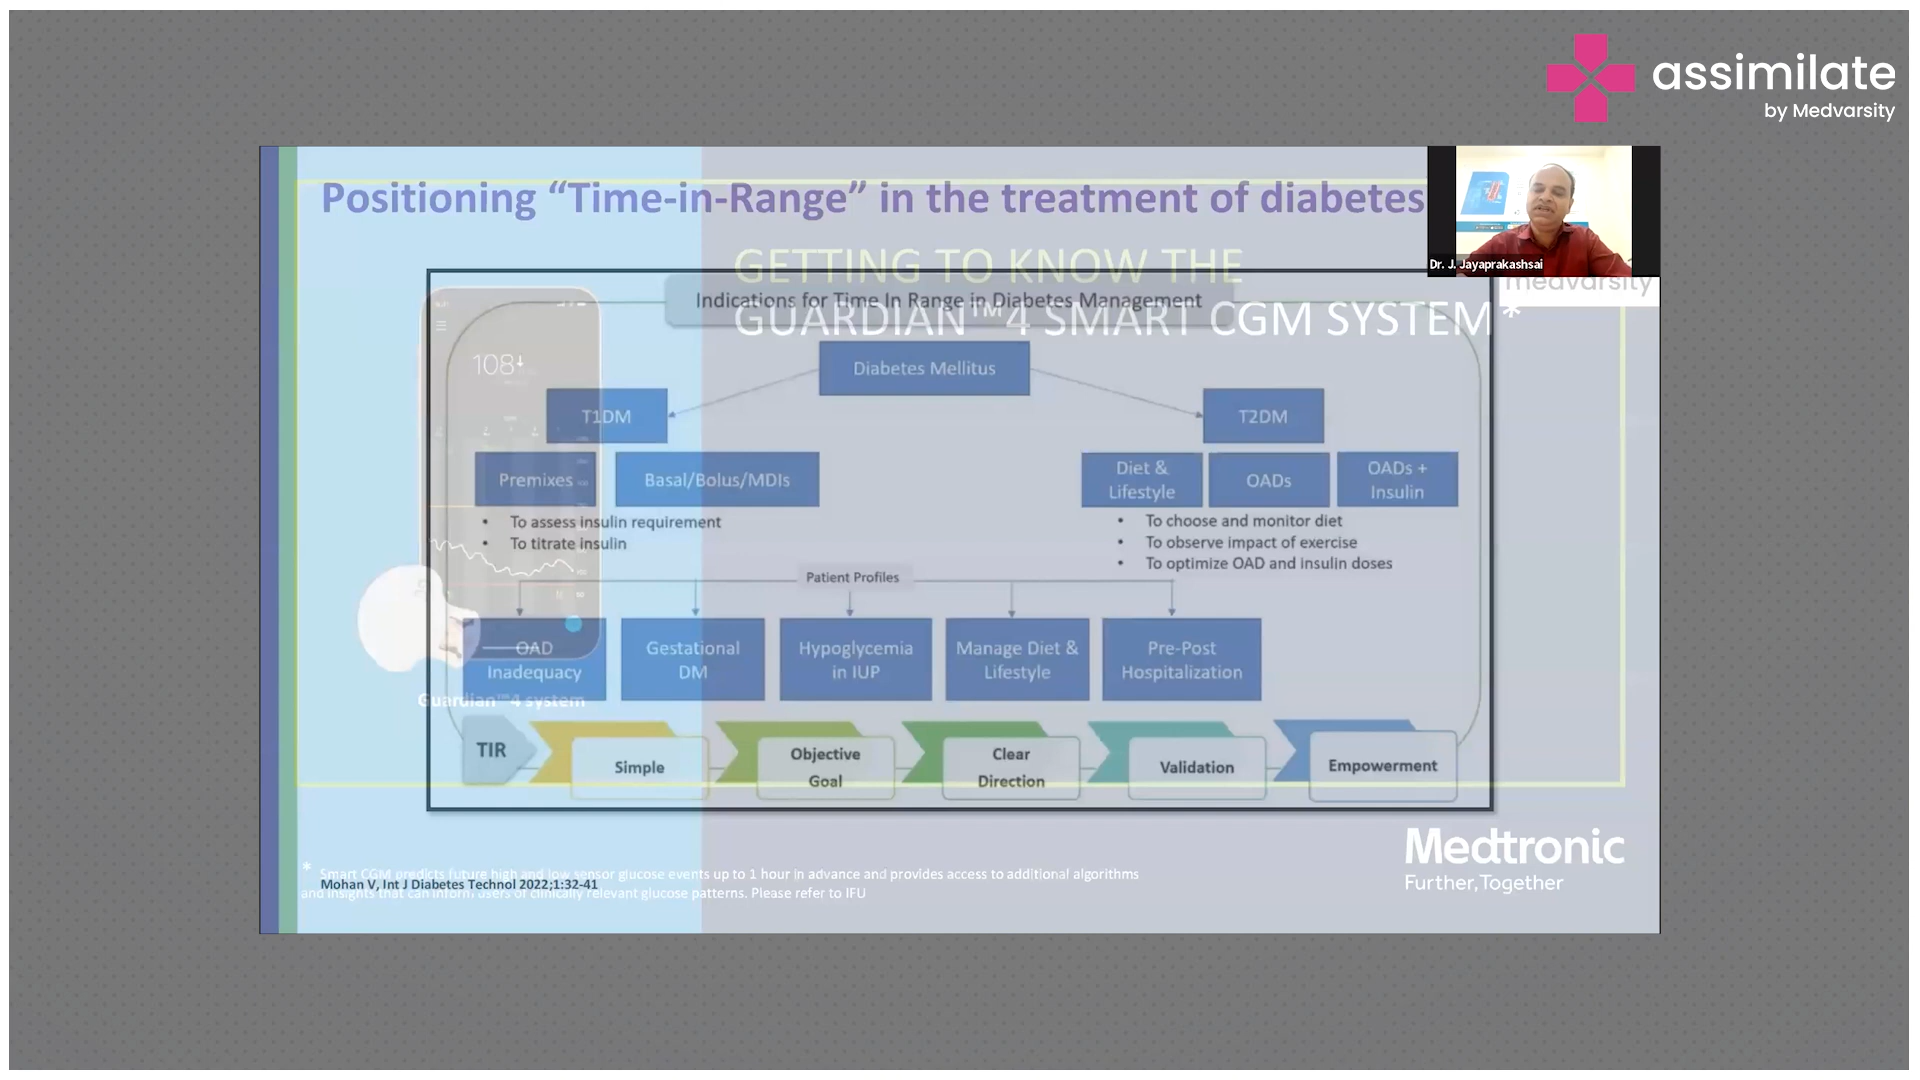 assimilate
by Medvarsity
Positioning “Time-in-Range” in the treatment of diabetes
Dr. J. Jayaprakashsai
medvarsity
GETTING TO KNOW THE
GUARDIAN™4 SMART CGM SYSTEM*
Indications for Time In Range in Diabetes Management
108
Diabetes Mellitus
T1DM
T2DM
Premixes
Basal/Bolus/MDIs
Diet &
Lifestyle
OADs
OADs +
Insulin
• To assess insulin requirement
• To titrate insulin
• To choose and monitor diet
• To observe impact of exercise
• To optimize OAD and insulin doses
Patient Profiles
OAD
Inadequacy
Gestational
DM
Hypoglycemia
in IUP
Manage Diet &
Lifestyle
Pre-Post
Hospitalization
Guardian™4 system
TIR
Simple
Objective
Goal
Clear
Direction
Validation
Empowerment
Medtronic
Further,Together
* Smart CGM predicts future high and low sensor glucose events up to 1 hour in advance and provides access to additional algorithms
Mohan V, Int J Diabetes Technol 2022;1:32-41
and insights that can inform users of clinically relevant glucose patterns. Please refer to IFU